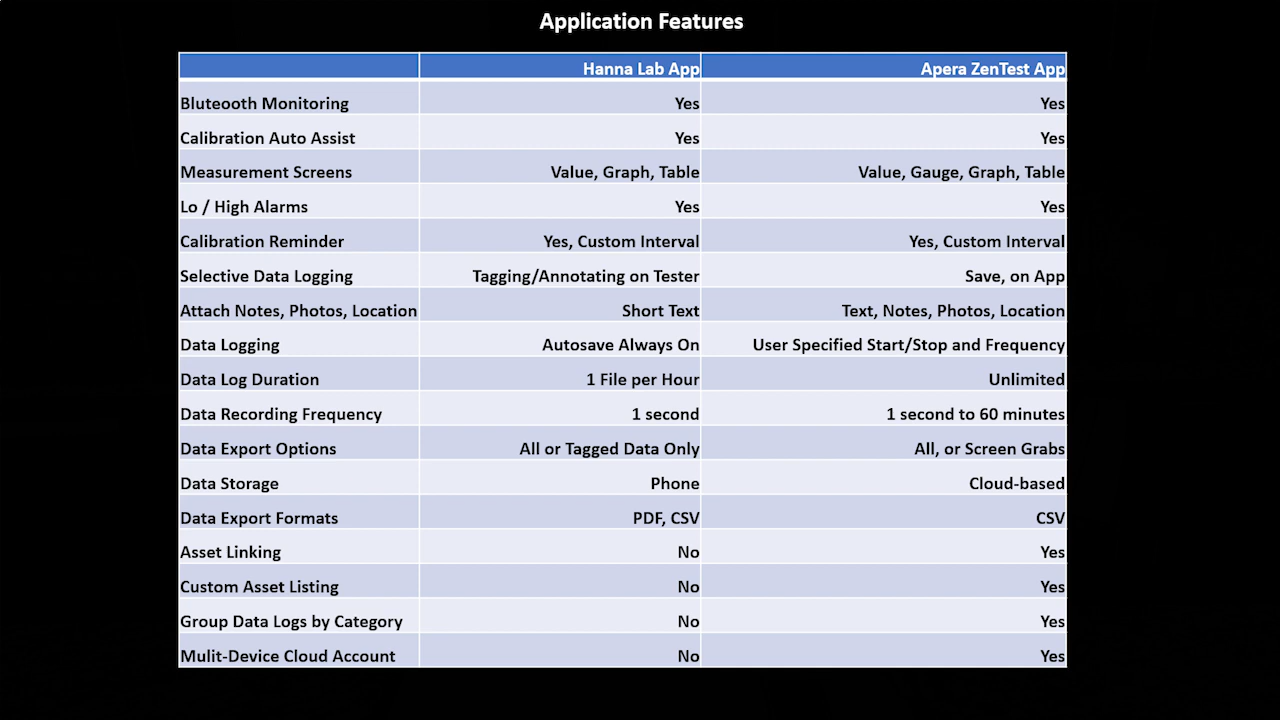 Application Features
Hanna Lab App Apera ZenTest App
Bluteooth Monitoring Yes Yes
Calibration Auto Assist Yes Yes
Measurement Screens Value, Graph, Table Value, Gauge, Graph, Table
Lo / High Alarms Yes Yes
Calibration Reminder Yes, Custom Interval Yes, Custom Interval
Selective Data Logging Tagging/Annotating on Tester Save, on App
Attach Notes, Photos, Location Short Text Text, Notes, Photos, Location
Data Logging Autosave Always On User Specified Start/Stop and Frequency
Data Log Duration 1 File per Hour Unlimited
Data Recording Frequency 1 second 1 second to 60 minutes
Data Export Options All or Tagged Data Only All, or Screen Grabs
Data Storage Phone Cloud-based
Data Export Formats PDF, CSV CSV
Asset Linking No Yes
Custom Asset Listing No Yes
Group Data Logs by Category No Yes
Mulit-Device Cloud Account No Yes